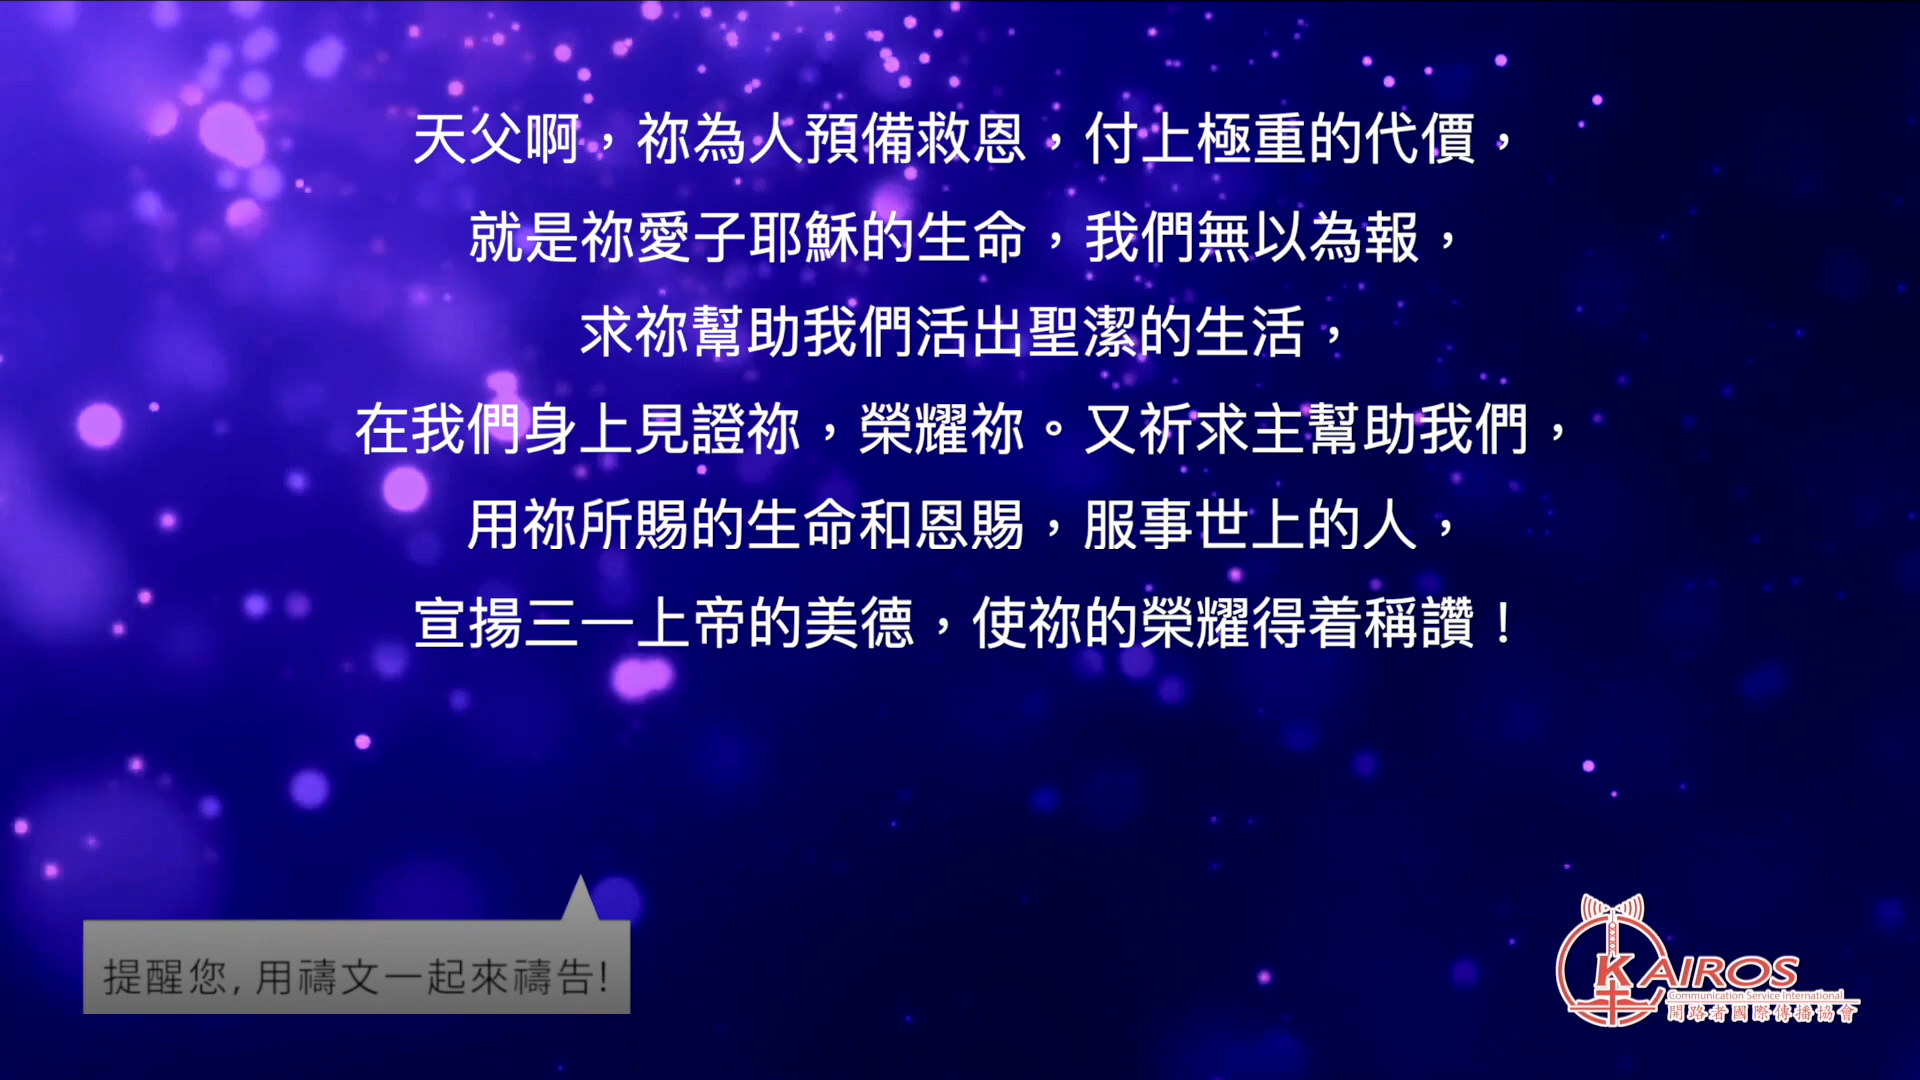 天父啊，祢為人預備救恩，付上極重的代價，
就是祢愛子耶穌的生命，我們無以為報，
求祢幫助我們活出聖潔的生活，
在我們身上見證祢，榮耀祢。又祈求主幫助我們，
用祢所賜的生命和恩賜，服事世上的人，
宣揚三一上帝的美德，使祢的榮耀得着稱讚！
提醒您, 用禱文一起來禱告!
KAIROS
Communication Service International
開路者國際傳播協會